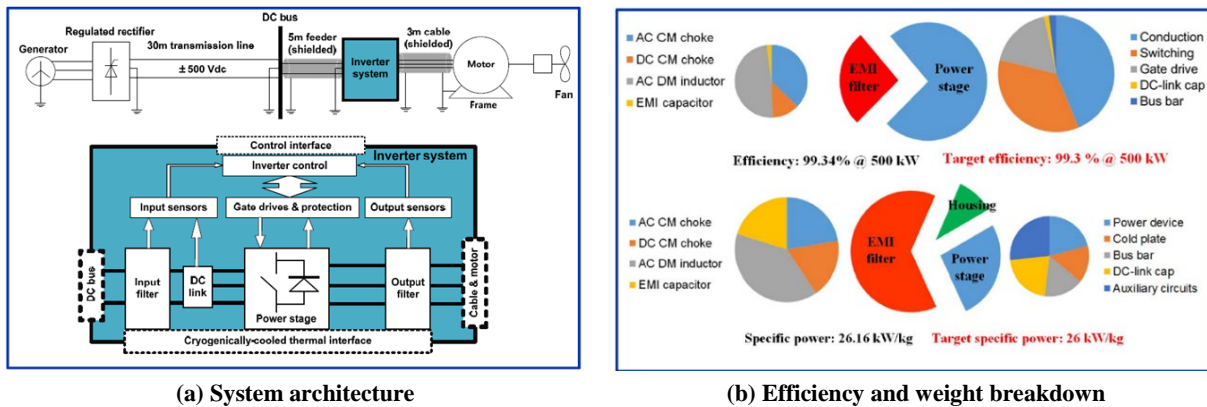 DC bus
Regulated rectifier
5m feeder
(shielded)
3m cable
(shielded)
Generator
30m transmission line
Inverter
system
Motor
± 500 Vdc
Frame
Fan
Control interface
Inverter system
Inverter control
Input sensors
Gate drives & protection
Output sensors
DC bus
Input
filter
DC
link
Power stage
Output
filter
Cable & motor
Cryogenically-cooled thermal interface
(a) System architecture
AC CM choke
DC CM choke
AC DM inductor
EMI capacitor
EMI
filter
Power
stage
Conduction
Switching
Gate drive
DC-link cap
Bus bar
Efficiency: 99.34% @ 500 kW
Target efficiency: 99.3 % @ 500 kW
AC CM choke
DC CM choke
AC DM inductor
EMI capacitor
EMI
filter
Housing
Power
stage
Power device
Cold plate
Bus bar
DC-link cap
Auxiliary circuits
Specific power: 26.16 kW/kg
Target specific power: 26 kW/kg
(b) Efficiency and weight breakdown